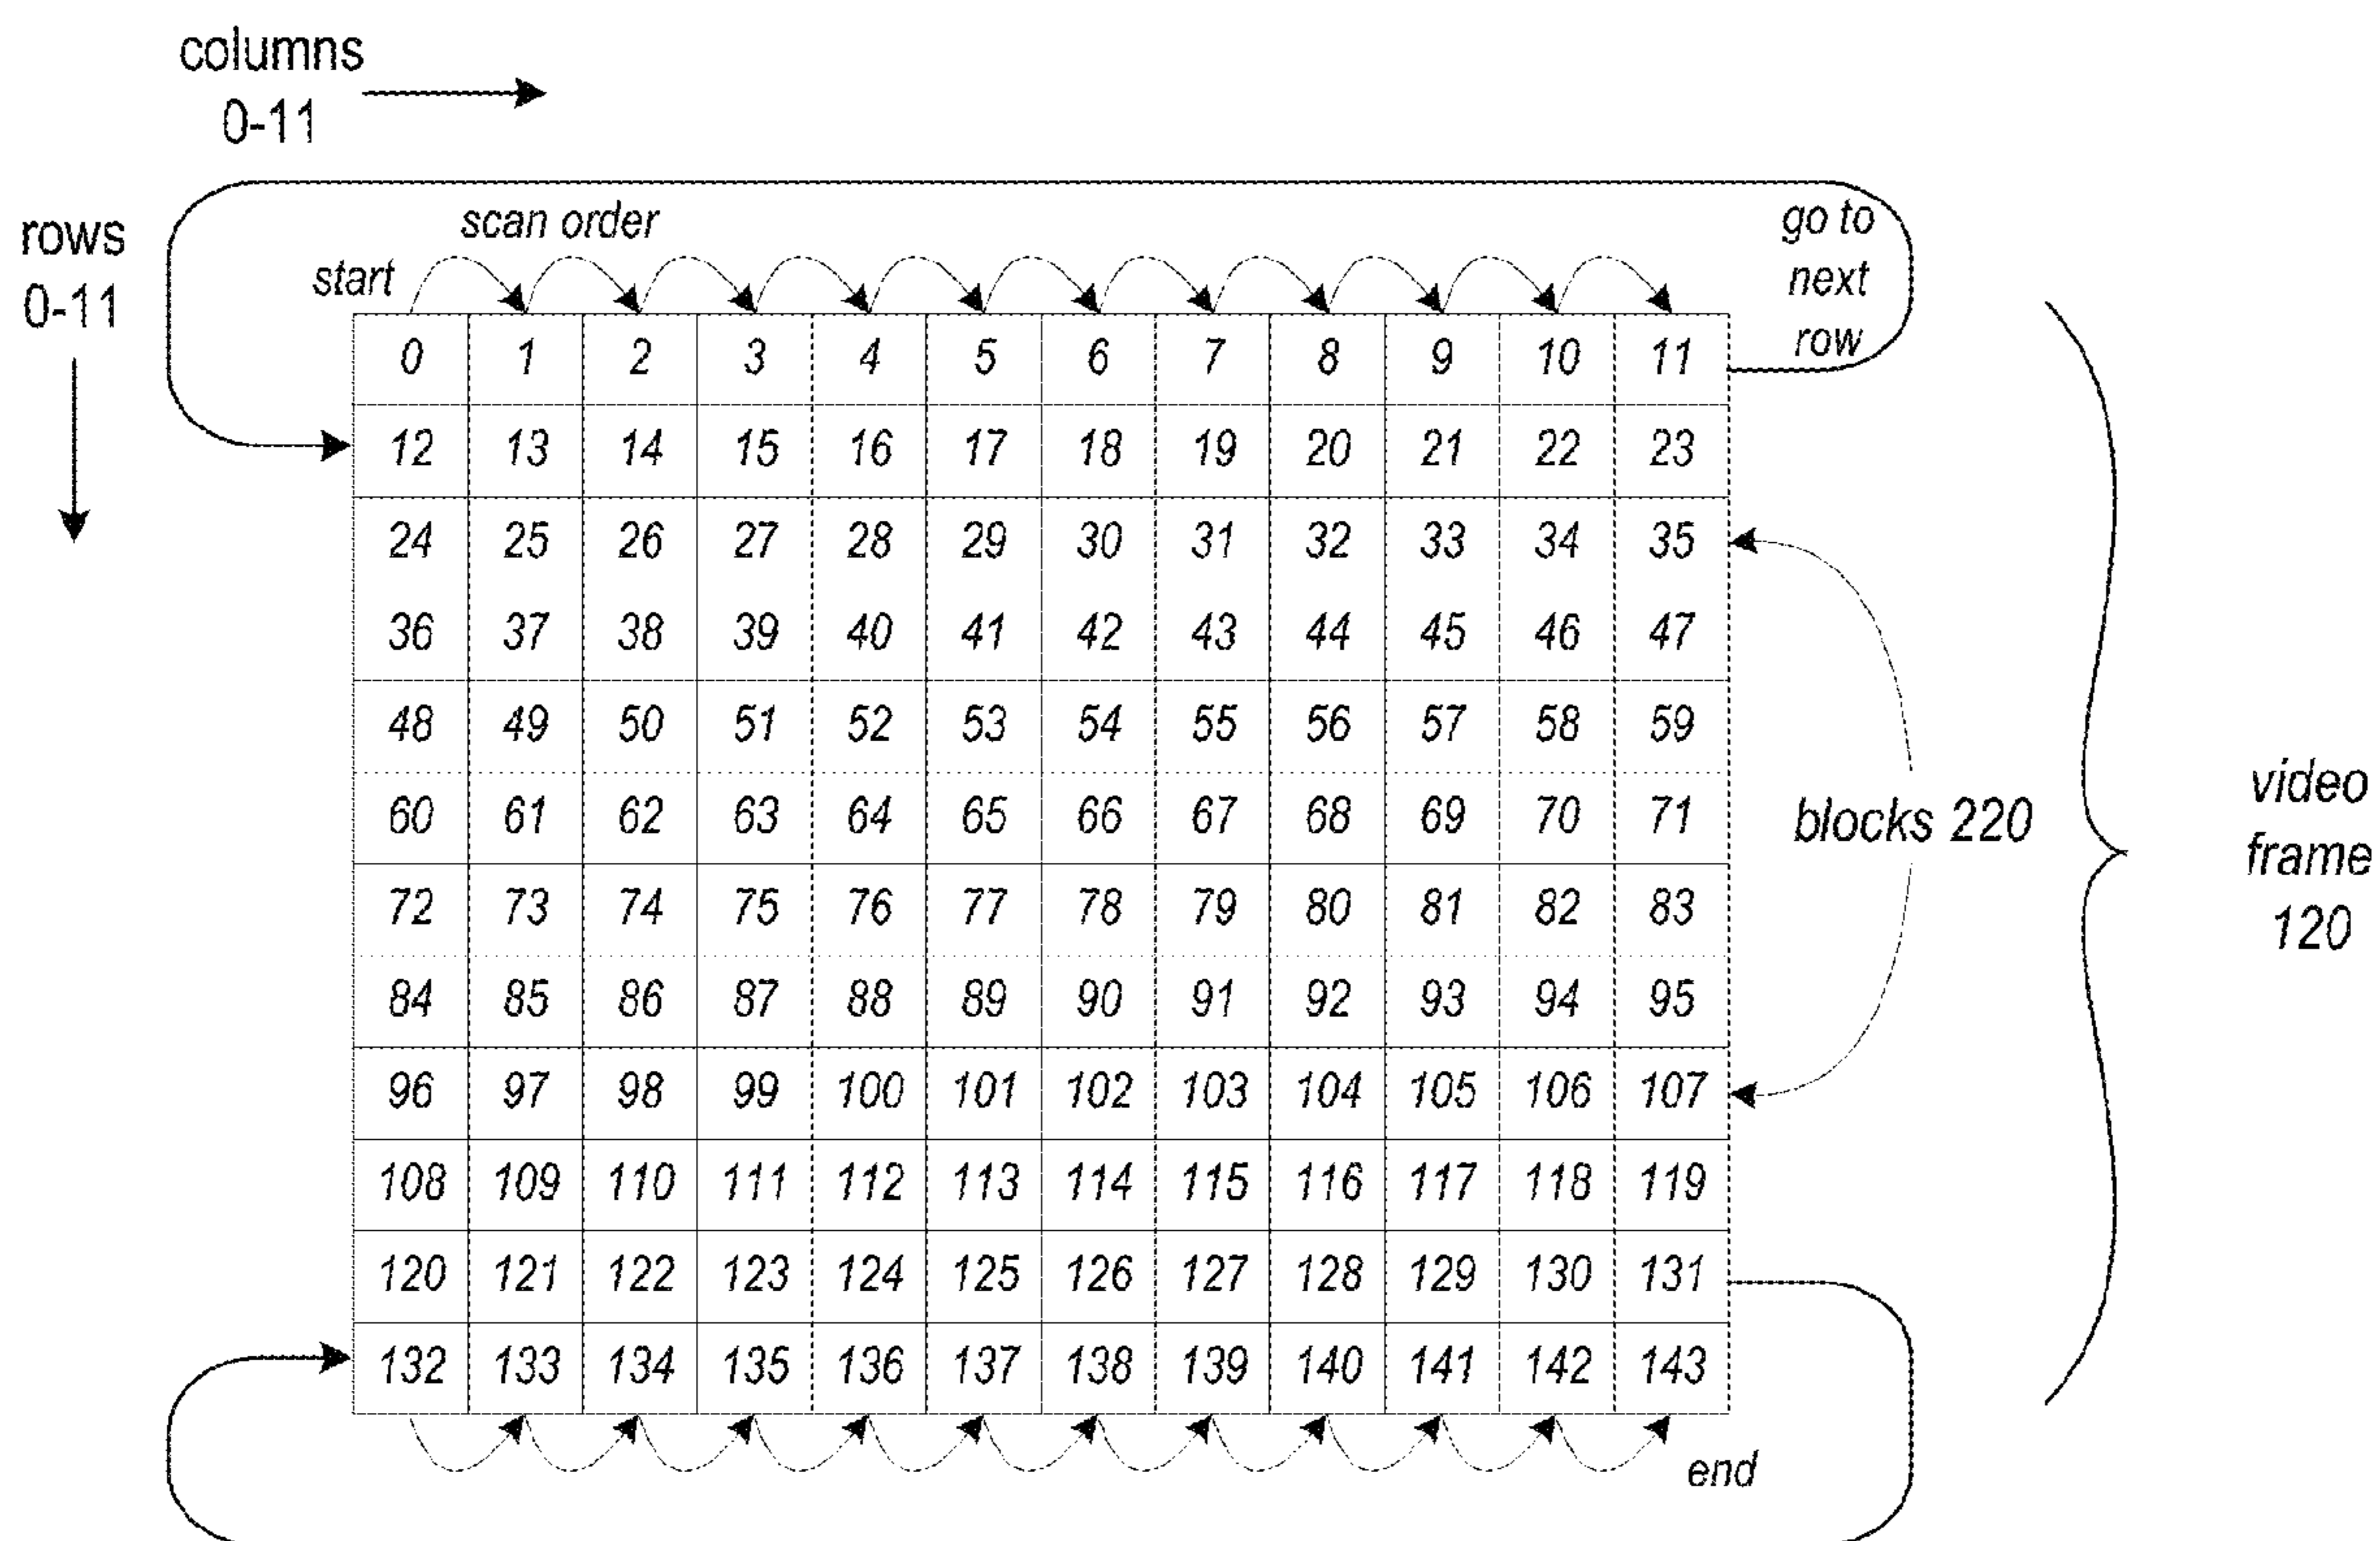 columns
0-11
rows
0-11
scan order
start
go to
next
row
0 1 2 3 4 5 6 7 8 9 10 11
12 13 14 15 16 17 18 19 20 21 22 23
24 25 26 27 28 29 30 31 32 33 34 35
36 37 38 39 40 41 42 43 44 45 46 47
48 49 50 51 52 53 54 55 56 57 58 59
60 61 62 63 64 65 66 67 68 69 70 71
72 73 74 75 76 77 78 79 80 81 82 83
84 85 86 87 88 89 90 91 92 93 94 95
96 97 98 99 100 101 102 103 104 105 106 107
108 109 110 111 112 113 114 115 116 117 118 119
120 121 122 123 124 125 126 127 128 129 130 131
132 133 134 135 136 137 138 139 140 141 142 143
end
blocks 220
video
frame
120